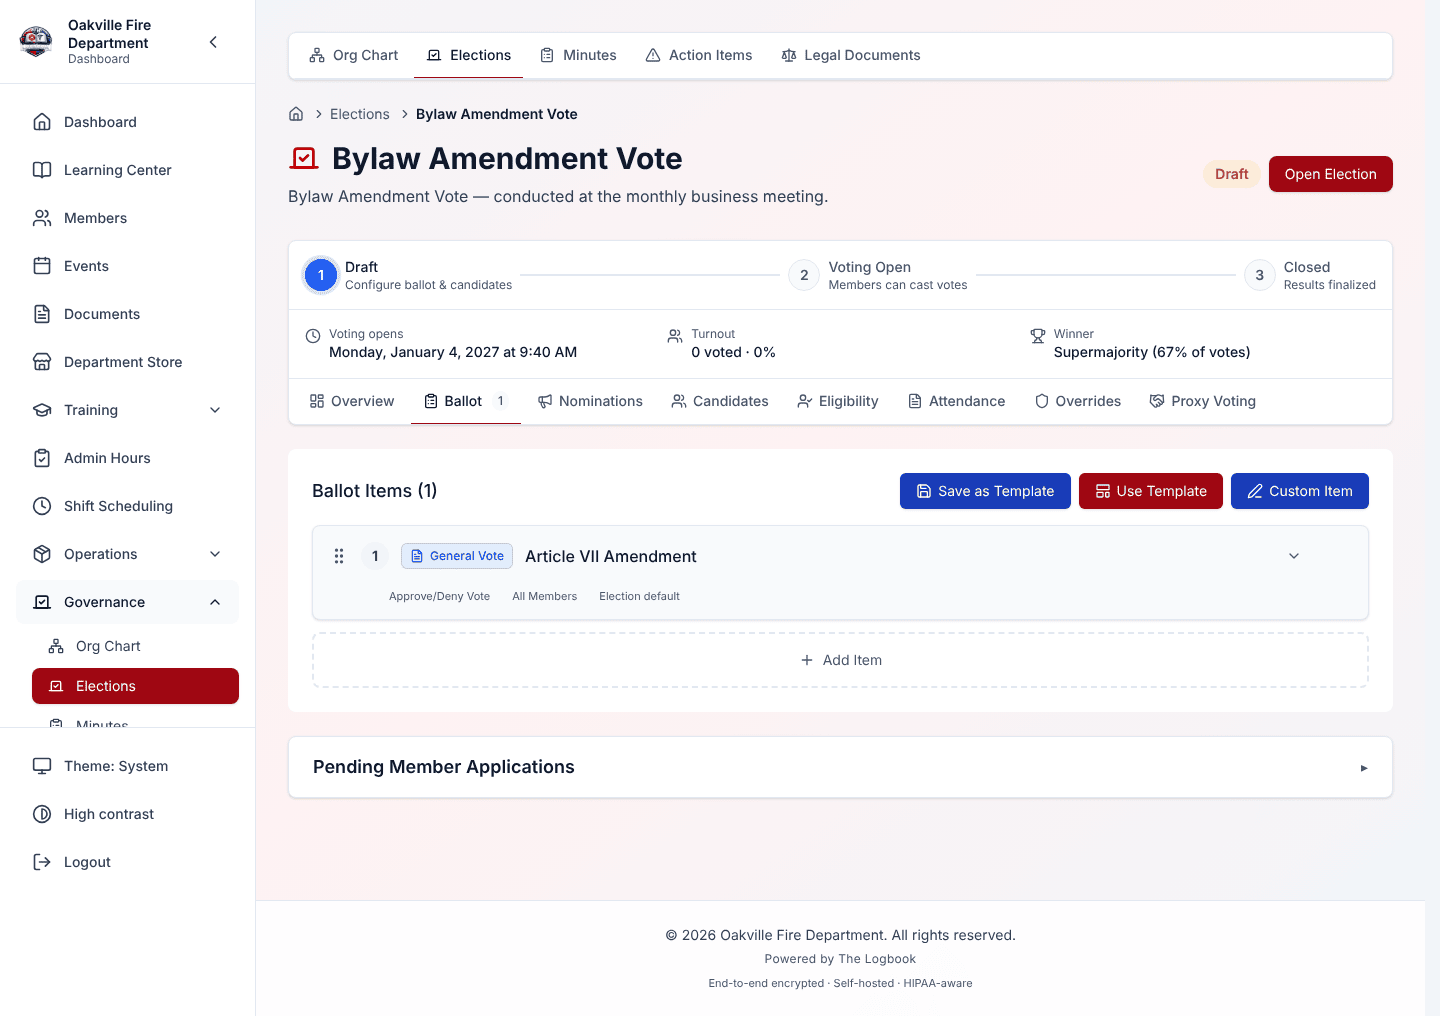 Oakville Fire
Department
Dashboard
Dashboard
Learning Center
Members
Events
Documents
Department Store
Training
Admin Hours
Shift Scheduling
Operations
Governance
Org Chart
Elections
Minutes
Theme: System
High contrast
Logout
Org Chart Elections Minutes Action Items Legal Documents
Elections Bylaw Amendment Vote
Bylaw Amendment Vote
Bylaw Amendment Vote — conducted at the monthly business meeting.
Draft Open Election
1 Draft
Configure ballot & candidates
2 Voting Open
Members can cast votes
3 Closed
Results finalized
Voting opens
Monday, January 4, 2027 at 9:40 AM
Turnout
0 voted · 0%
Winner
Supermajority (67% of votes)
Overview Ballot 1 Nominations Candidates Eligibility Attendance Overrides Proxy Voting
Ballot Items (1) Save as Template Use Template Custom Item
1 General Vote Article VII Amendment
Approve/Deny Vote All Members Election default
+ Add Item
Pending Member Applications
© 2026 Oakville Fire Department. All rights reserved.
Powered by The Logbook
End-to-end encrypted · Self-hosted · HIPAA-aware